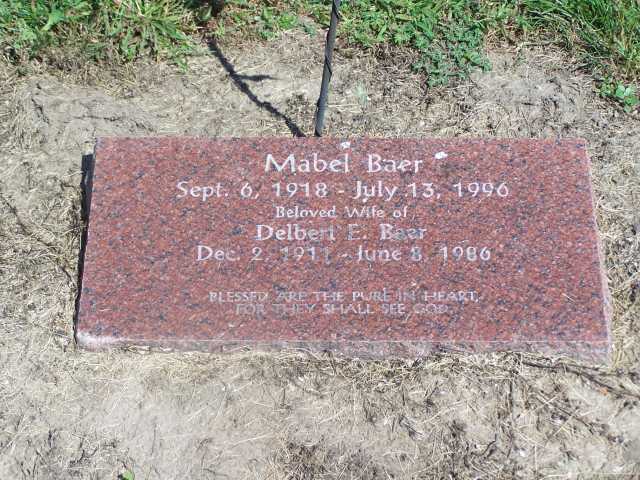 Mabel Baer
Sept. 6, 1918 - July 13, 1996
Beloved Wife of
Delbert E. Baer
Dec. 2, 1911 - June 8, 1986
BLESSED ARE THE PURE IN HEART,
FOR THEY SHALL SEE GOD.